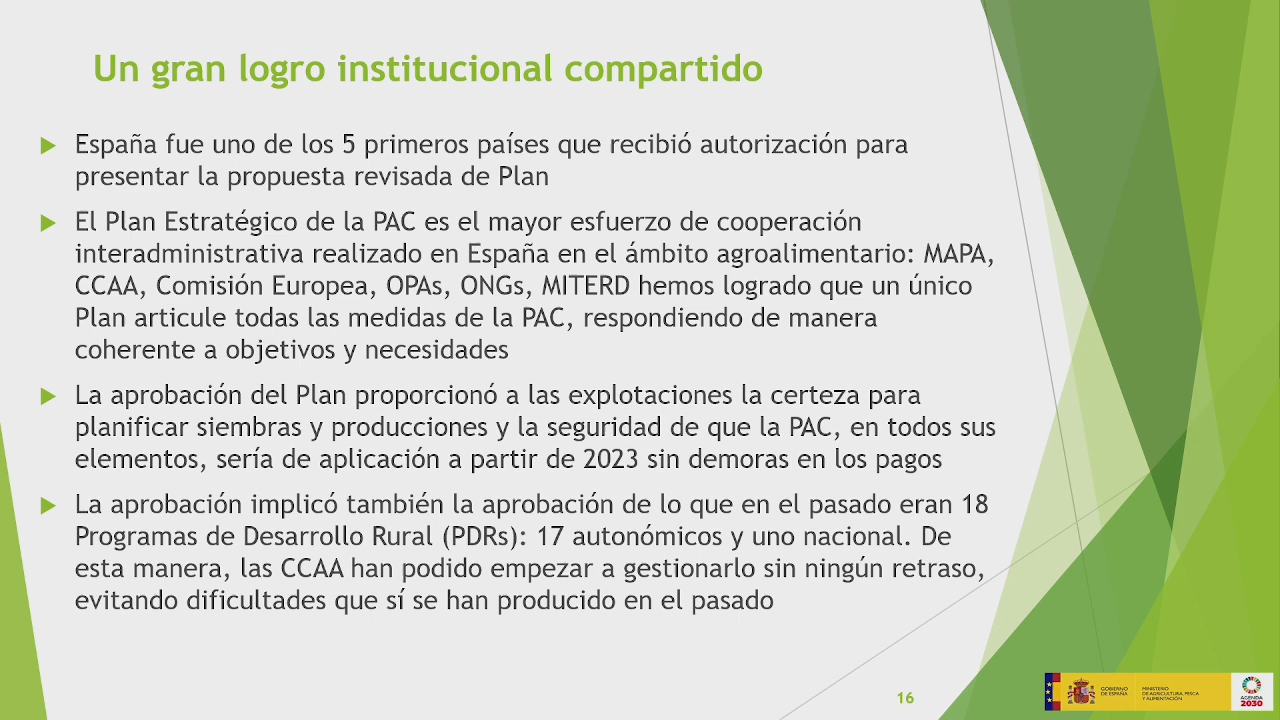 Un gran logro institucional compartido
España fue uno de los 5 primeros países que recibió autorización para
presentar la propuesta revisada de Plan
El Plan Estratégico de la PAC es el mayor esfuerzo de cooperación
interadministrativa realizado en España en el ámbito agroalimentario: MAPA,
CCAA, Comisión Europea, OPAs, ONGs, MITERD hemos logrado que un único
Plan articule todas las medidas de la PAC, respondiendo de manera
coherente a objetivos y necesidades
La aprobación del Plan proporcionó a las explotaciones la certeza para
planificar siembras y producciones y la seguridad de que la PAC, en todos sus
elementos, sería de aplicación a partir de 2023 sin demoras en los pagos
La aprobación implicó también la aprobación de lo que en el pasado eran 18
Programas de Desarrollo Rural (PDRs): 17 autonómicos y uno nacional. De
esta manera, las CCAA han podido empezar a gestionarlo sin ningún retraso,
evitando dificultades que sí se han producido en el pasado
16
GOBIERNO
DE ESPAÑA
MINISTERIO
DE AGRICULTURA, PESCA
Y ALIMENTACIÓN
AGENDA
2030